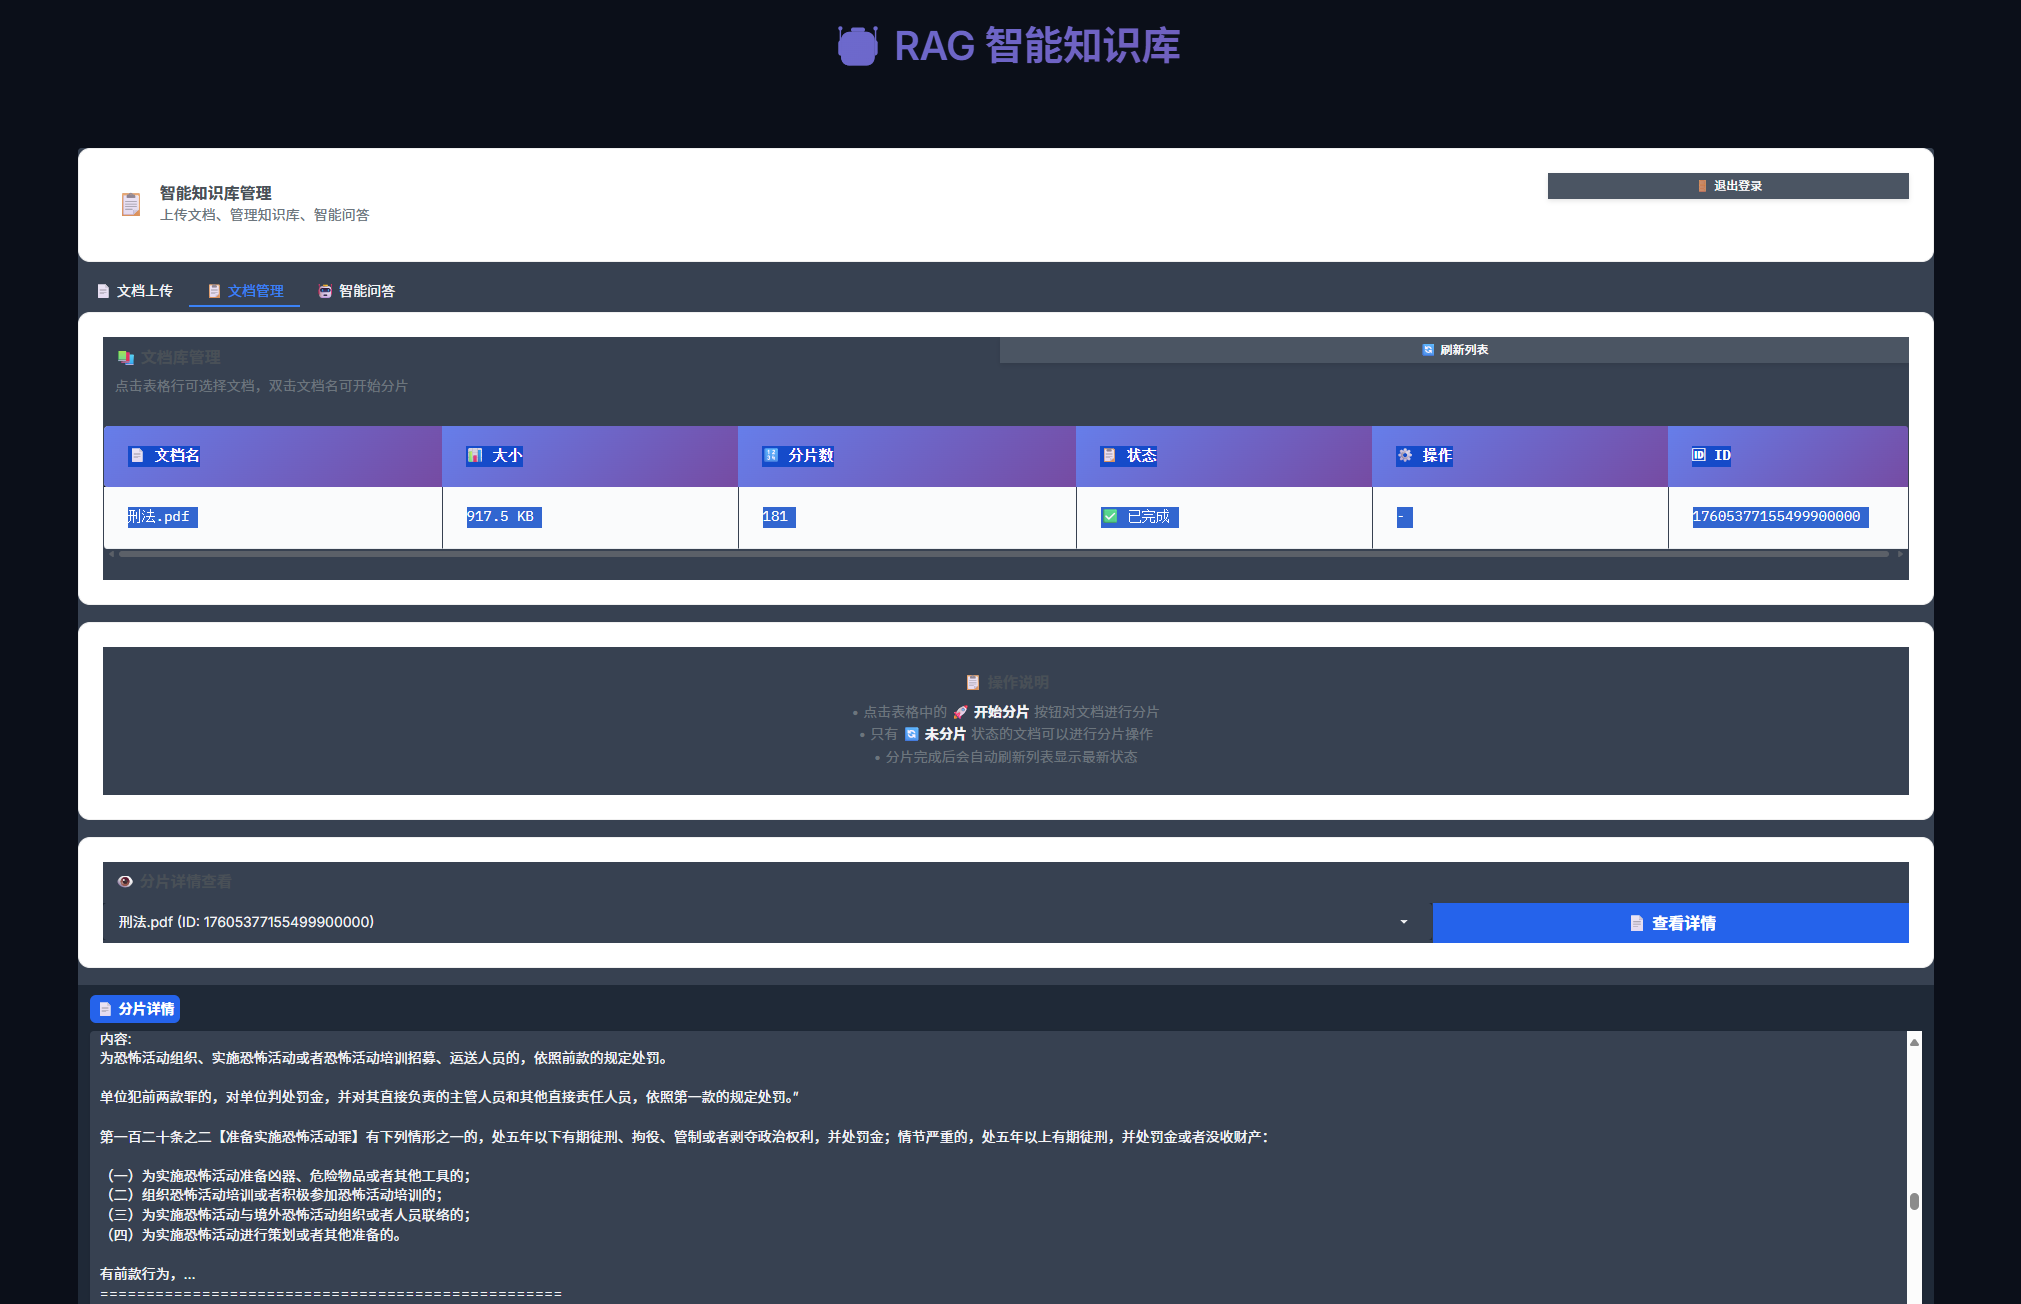 RAG 智能知识库
智能知识库管理
上传文档、管理知识库、智能问答
退出登录
文档上传
文档管理
智能问答
文档库管理
刷新列表
点击表格行可选择文档，双击文档名可开始分片
文档名 大小 分片数 状态 操作 ID
刑法.pdf 917.5 KB 181 已完成 - 17605377155499900000
操作说明
• 点击表格中的 🚀 开始分片 按钮对文档进行分片
• 只有 🔄 未分片 状态的文档可以进行分片操作
• 分片完成后会自动刷新列表显示最新状态
分片详情查看
刑法.pdf (ID: 17605377155499900000)
查看详情
分片详情
内容:
为恐怖活动组织、实施恐怖活动或者恐怖活动培训招募、运送人员的，依照前款的规定处罚。
单位犯前两款罪的，对单位判处罚金，并对其直接负责的主管人员和其他直接责任人员，依照第一款的规定处罚。”
第一百二十条之二【准备实施恐怖活动罪】有下列情形之一的，处五年以下有期徒刑、拘役、管制或者剥夺政治权利，并处罚金；情节严重的，处五年以上有期徒刑，并处罚金或者没收财产：
（一）为实施恐怖活动准备凶器、危险物品或者其他工具的；
（二）组织恐怖活动培训或者积极参加恐怖活动培训的；
（三）为实施恐怖活动与境外恐怖活动组织或者人员联络的；
（四）为实施恐怖活动进行策划或者其他准备的。
有前款行为，...
==================================================